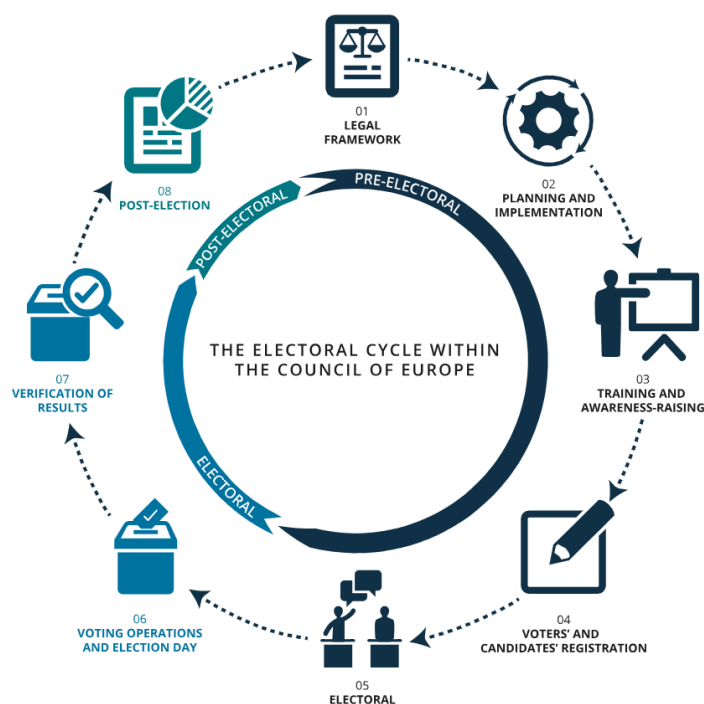 01
LEGAL
FRAMEWORK
02
PLANNING AND
IMPLEMENTATION
03
TRAINING AND
AWARENESS-RAISING
04
VOTERS' AND
CANDIDATES' REGISTRATION
05
ELECTORAL
06
VOTING OPERATIONS
AND ELECTION DAY
07
VERIFICATION OF
RESULTS
08
POST-ELECTION
PRE-ELECTORAL
ELECTORAL
POST-ELECTORAL
THE ELECTORAL CYCLE WITHIN
THE COUNCIL OF EUROPE